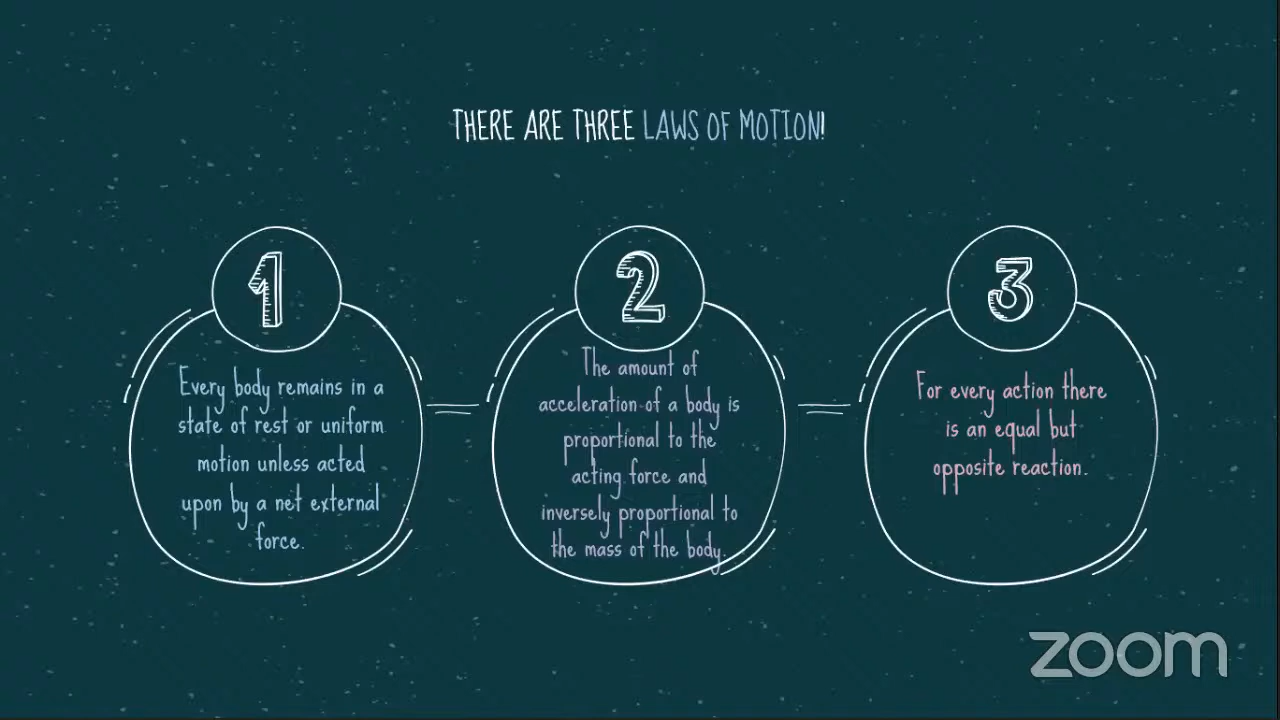 THERE ARE THREE LAWS OF MOTION!
1
Every body remains in a
state of rest or uniform
motion unless acted
upon by a net external
force.
2
The amount of
acceleration of a body is
proportional to the
acting force and
inversely proportional to
the mass of the body.
3
For every action there
is an equal but
opposite reaction.
zoom